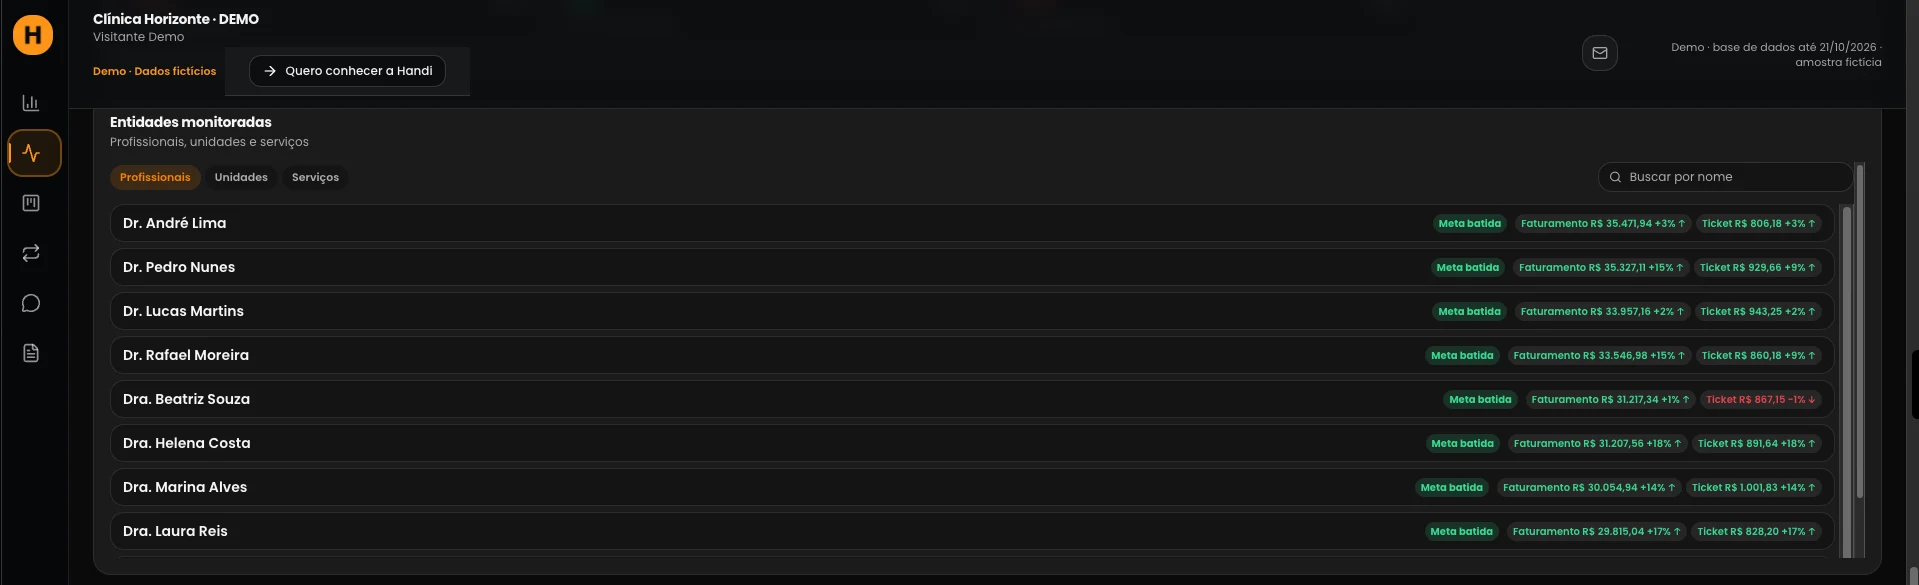 H
Clínica Horizonte · DEMO
Visitante Demo
Demo · Dados fictícios
→ Quero conhecer a Handi
Demo · base de dados até 21/10/2026 ·
amostra fictícia
Entidades monitoradas
Profissionais, unidades e serviços
Profissionais Unidades Serviços
Buscar por nome
Dr. André Lima Meta batida Faturamento R$ 35.471,94 +3% ↑ Ticket R$ 806,18 +3% ↑
Dr. Pedro Nunes Meta batida Faturamento R$ 35.327,11 +15% ↑ Ticket R$ 929,66 +9% ↑
Dr. Lucas Martins Meta batida Faturamento R$ 33.957,16 +2% ↑ Ticket R$ 943,25 +2% ↑
Dr. Rafael Moreira Meta batida Faturamento R$ 33.546,98 +15% ↑ Ticket R$ 860,18 +9% ↑
Dra. Beatriz Souza Meta batida Faturamento R$ 31.217,34 +1% ↑ Ticket R$ 867,15 -1% ↓
Dra. Helena Costa Meta batida Faturamento R$ 31.207,56 +18% ↑ Ticket R$ 891,64 +18% ↑
Dra. Marina Alves Meta batida Faturamento R$ 30.054,94 +14% ↑ Ticket R$ 1.001,83 +14% ↑
Dra. Laura Reis Meta batida Faturamento R$ 29.815,04 +17% ↑ Ticket R$ 828,20 +17% ↑